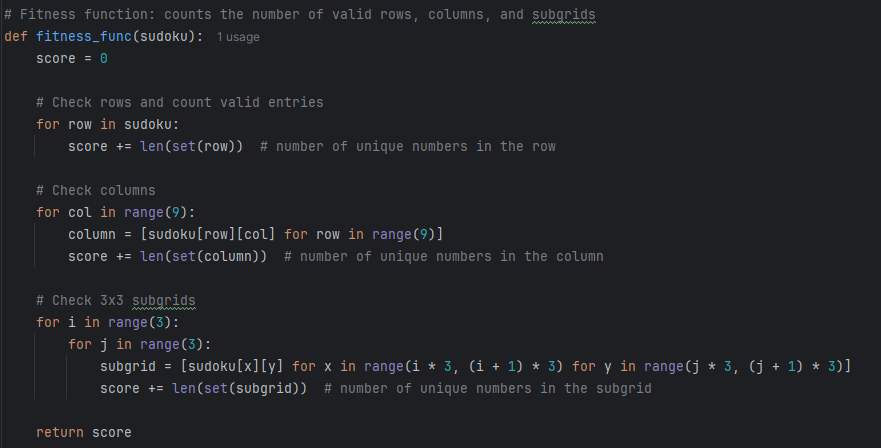 # Fitness function: counts the number of valid rows, columns, and subgrids
def fitness_func(sudoku): 1 usage
    score = 0
    # Check rows and count valid entries
    for row in sudoku:
        score += len(set(row))  # number of unique numbers in the row
    # Check columns
    for col in range(9):
        column = [sudoku[row][col] for row in range(9)]
        score += len(set(column))  # number of unique numbers in the column
    # Check 3x3 subgrids
    for i in range(3):
        for j in range(3):
            subgrid = [sudoku[x][y] for x in range(i * 3, (i + 1) * 3) for y in range(j * 3, (j + 1) * 3)]
            score += len(set(subgrid))  # number of unique numbers in the subgrid
    return score